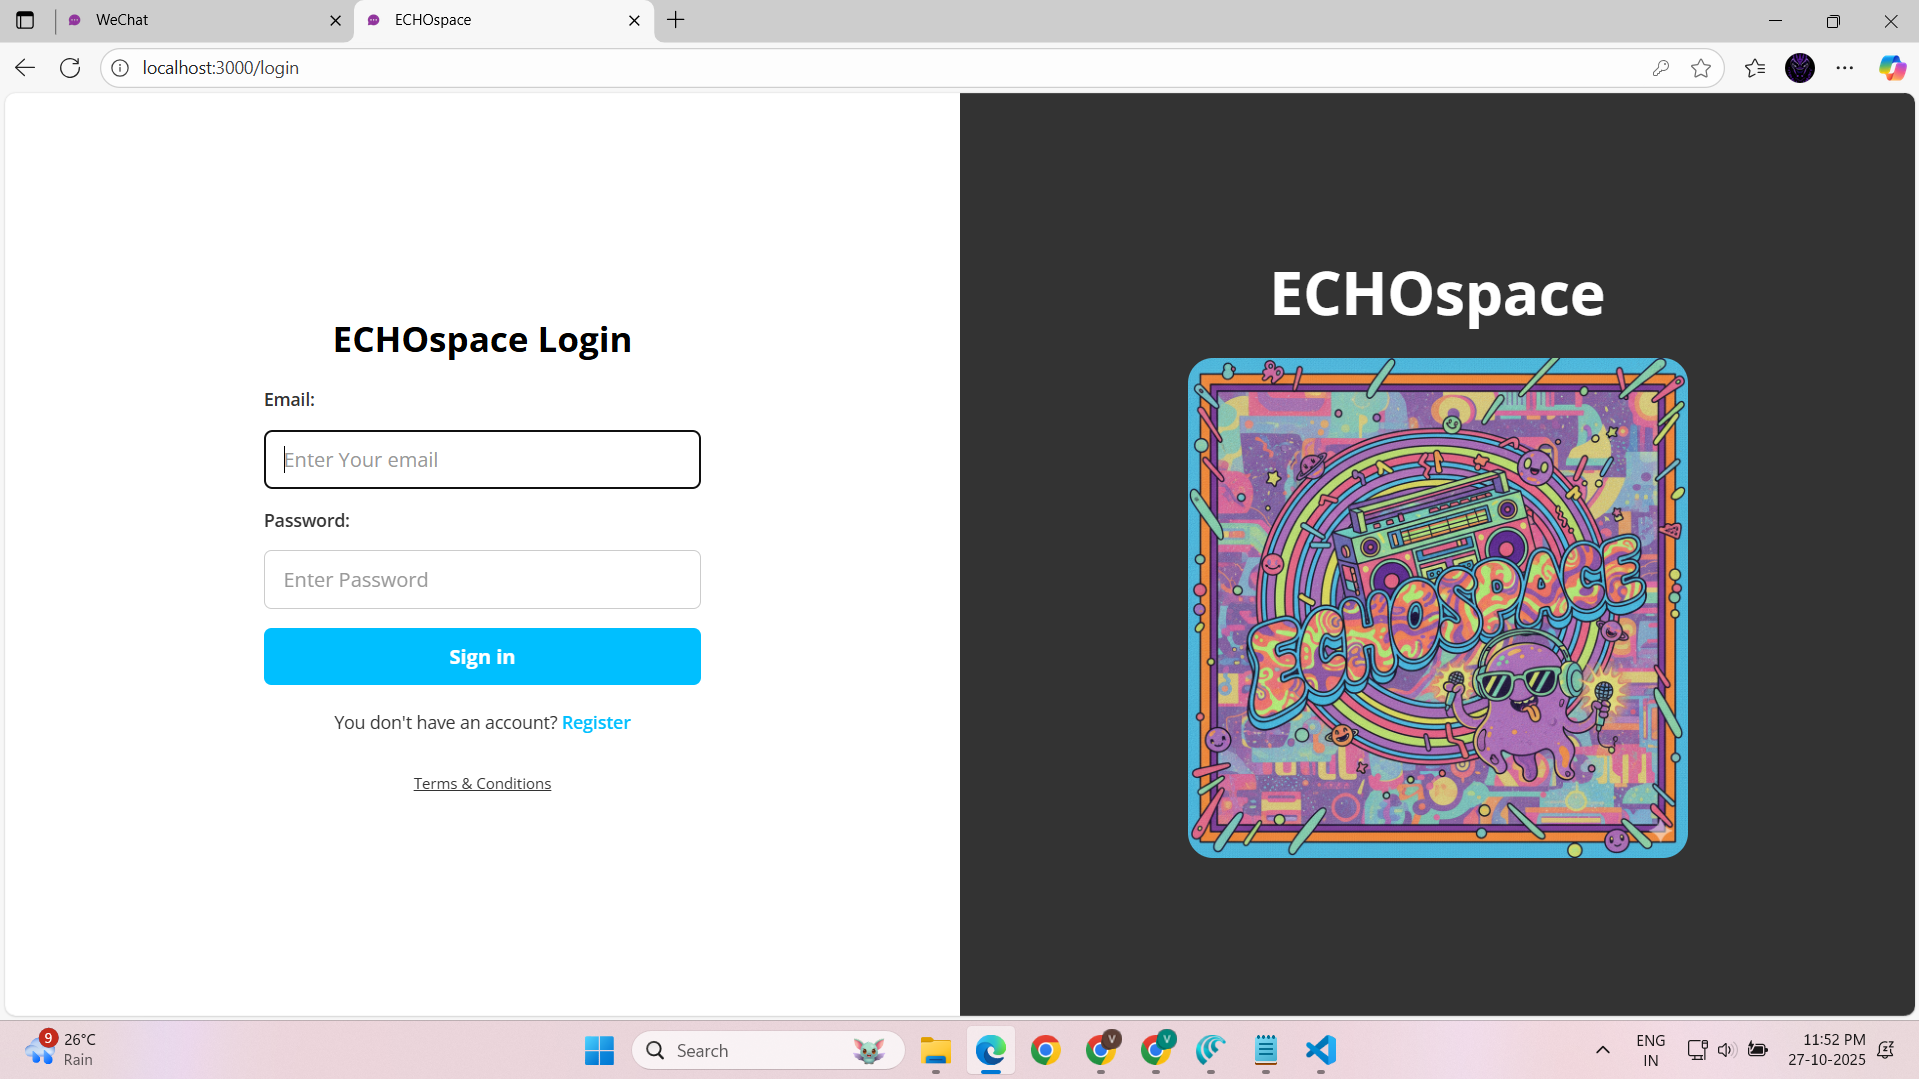 WeChat
ECHOspace
localhost:3000/login
ECHOspace Login
Email:
Enter Your email
Password:
Enter Password
Sign in
You don't have an account? Register
Terms & Conditions
ECHOspace
ECHOSPACE
9
26°C
Rain
Search
V
V
ENG
IN
11:52 PM
27-10-2025